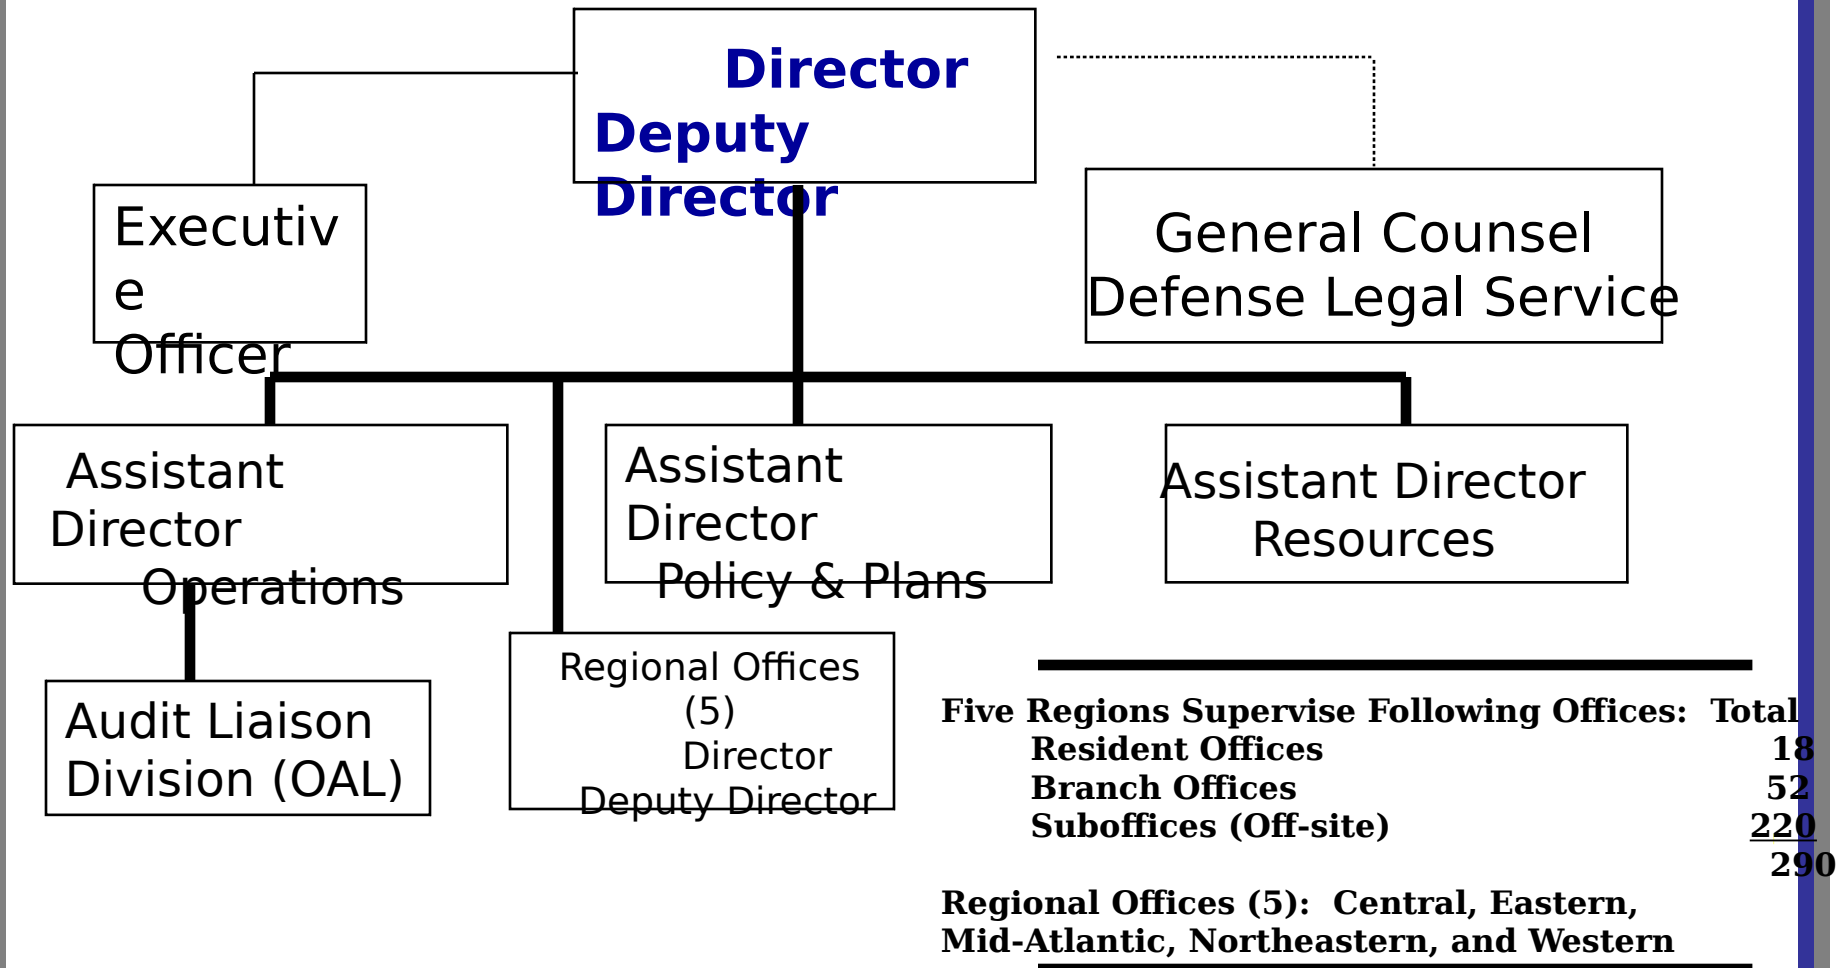 Director
Deputy
Director
Executiv
e
Officer
General Counsel
Defense Legal Service
Assistant
Director
Operations
Assistant
Director
Policy & Plans
Assistant Director
Resources
Audit Liaison
Division (OAL)
Regional Offices
(5)
Director
Deputy Director
Five Regions Supervise Following Offices: Total
Resident Offices 18
Branch Offices 52
Suboffices (Off-site) 220
290
Regional Offices (5): Central, Eastern,
Mid-Atlantic, Northeastern, and Western